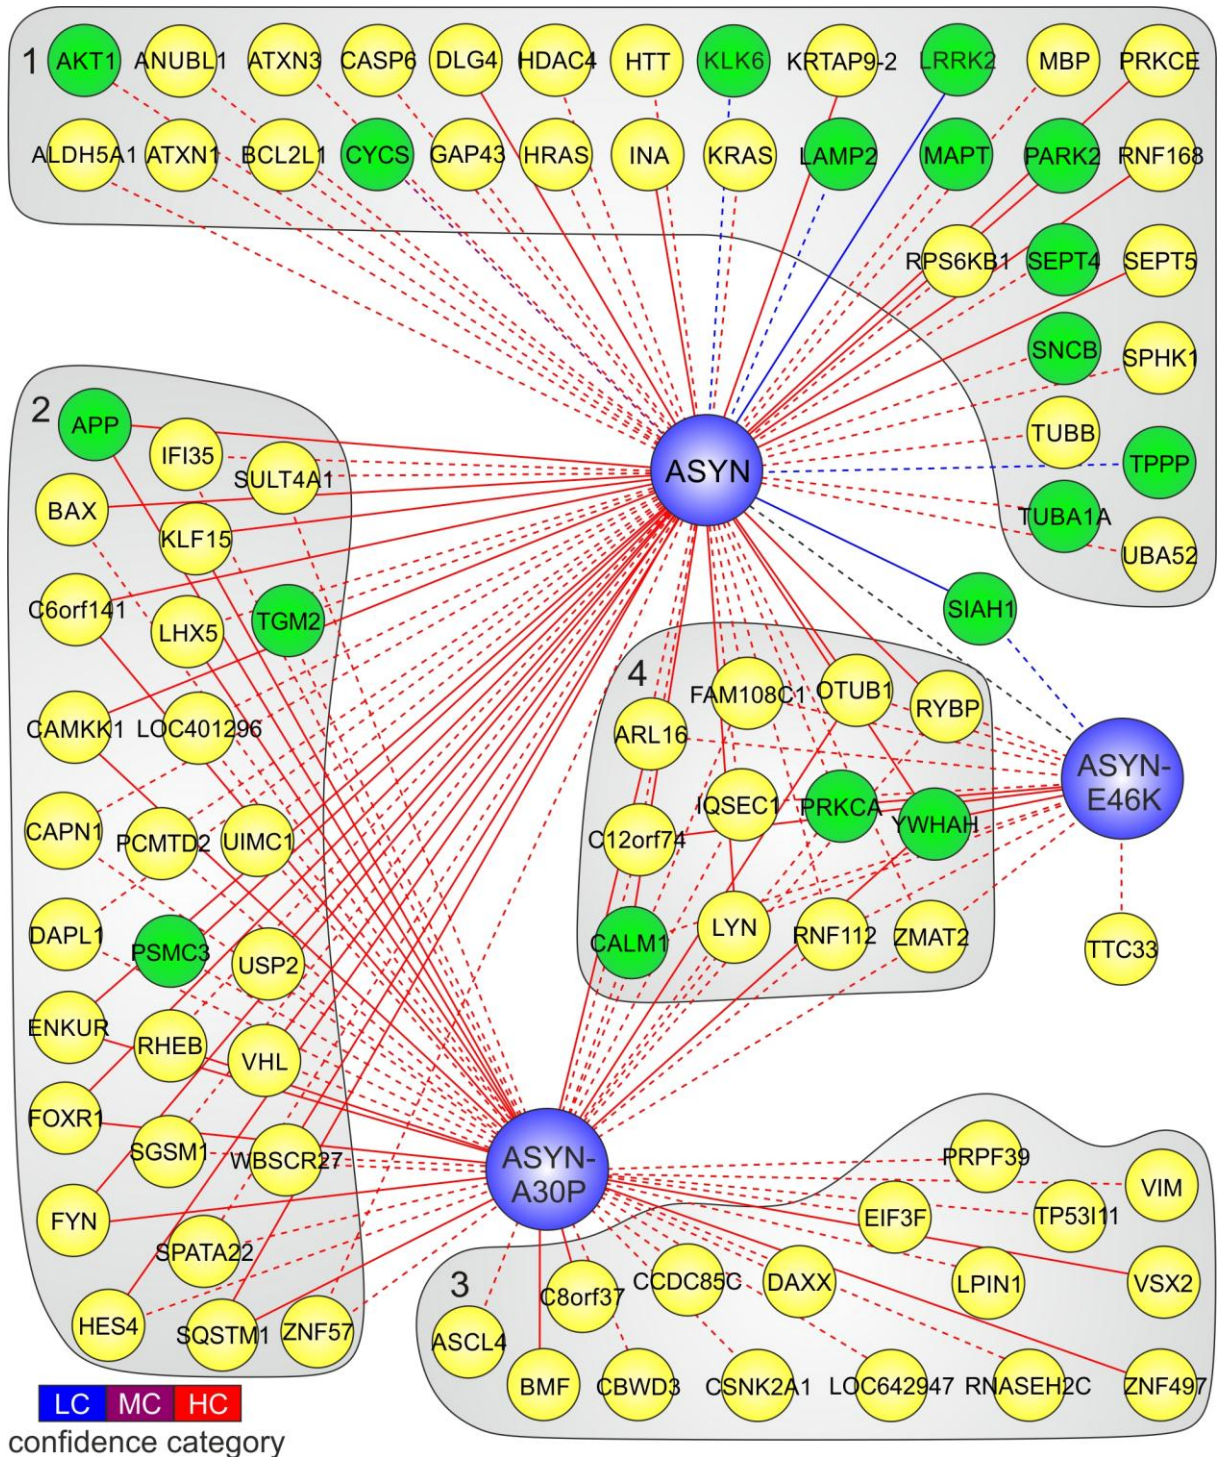 1
AKT1 ANUBL1 ATXN3 CASP6 DLG4 HDAC4 HTT KLK6 KRTAP9-2 LRRK2 MBP PRKCE
ALDH5A1 ATXN1 BCL2L1 CYCS GAP43 HRAS INA KRAS LAMP2 MAPT PARK2 RNF168
RPS6KB1 SEPT4 SEPT5
SNCB SPHK1
TUBB
TPPP
TUBA1A
UBA52
ASYN
SIAH1
2
APP
IFI35
SULT4A1
BAX
KLF15
C6orf141
LHX5
TGM2
CAMKK1 LOC401296
CAPN1
PCMTD2 UIMC1
DAPL1
PSMC3
USP2
ENKUR
RHEB
VHL
FOXR1
SGSM1
WBSCR27
FYN
SPATA22
HES4
SQSTM1
ZNF57
4
FAM108C1 OTUB1
RYBP
ARL16
IQSEC1 PRKCA
YWHAH
C12orf74
CALM1
LYN
RNF112 ZMAT2
ASYN-
E46K
TTC33
ASYN-
A30P
3
PRPF39
VIM
EIF3F
TP53I11
CCDC85C DAXX
LPIN1
VSX2
C8orf37
ASCL4
BMF CBWD3 CSNK2A1 LOC642947 RNASEH2C ZNF497
LC MC HC
confidence category